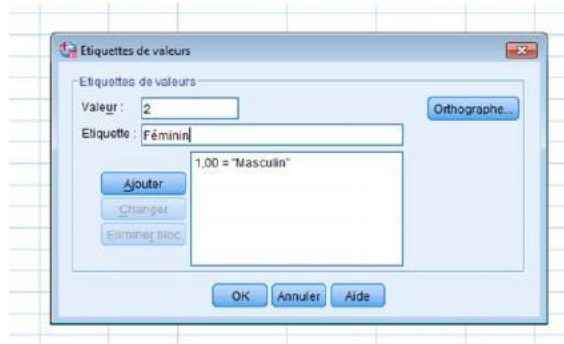 Etiquettes de valeurs
Etiquettes de valeurs
Valeur : 2
Orthographe...
Etiquette : Féminin
1,00 = "Masculin"
Ajouter
Changer
Eliminer bloc
OK Annuler Aide